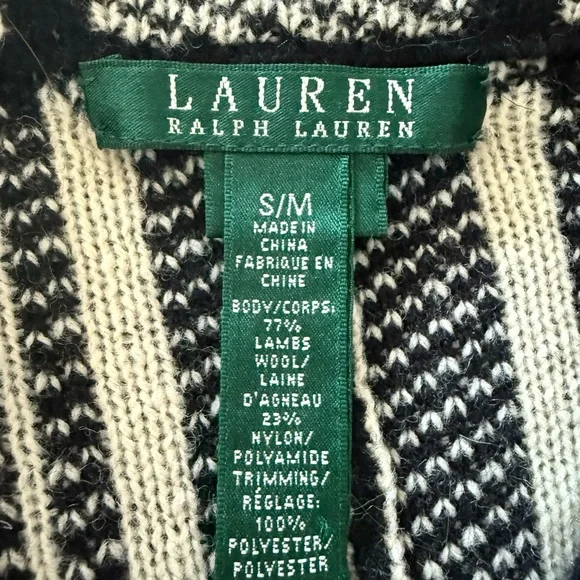 LAUREN
RALPH LAUREN
S/M
MADE IN
CHINA
FABRIQUE EN
CHINE
BODY/CORPS:
77%
LAMBS
WOOL/
LAINE
D'AGNEAU
23%
NYLON/
POLYAMIDE
TRIMMING/
RÉGLAGE:
100%
POLYESTER/
POLYESTER